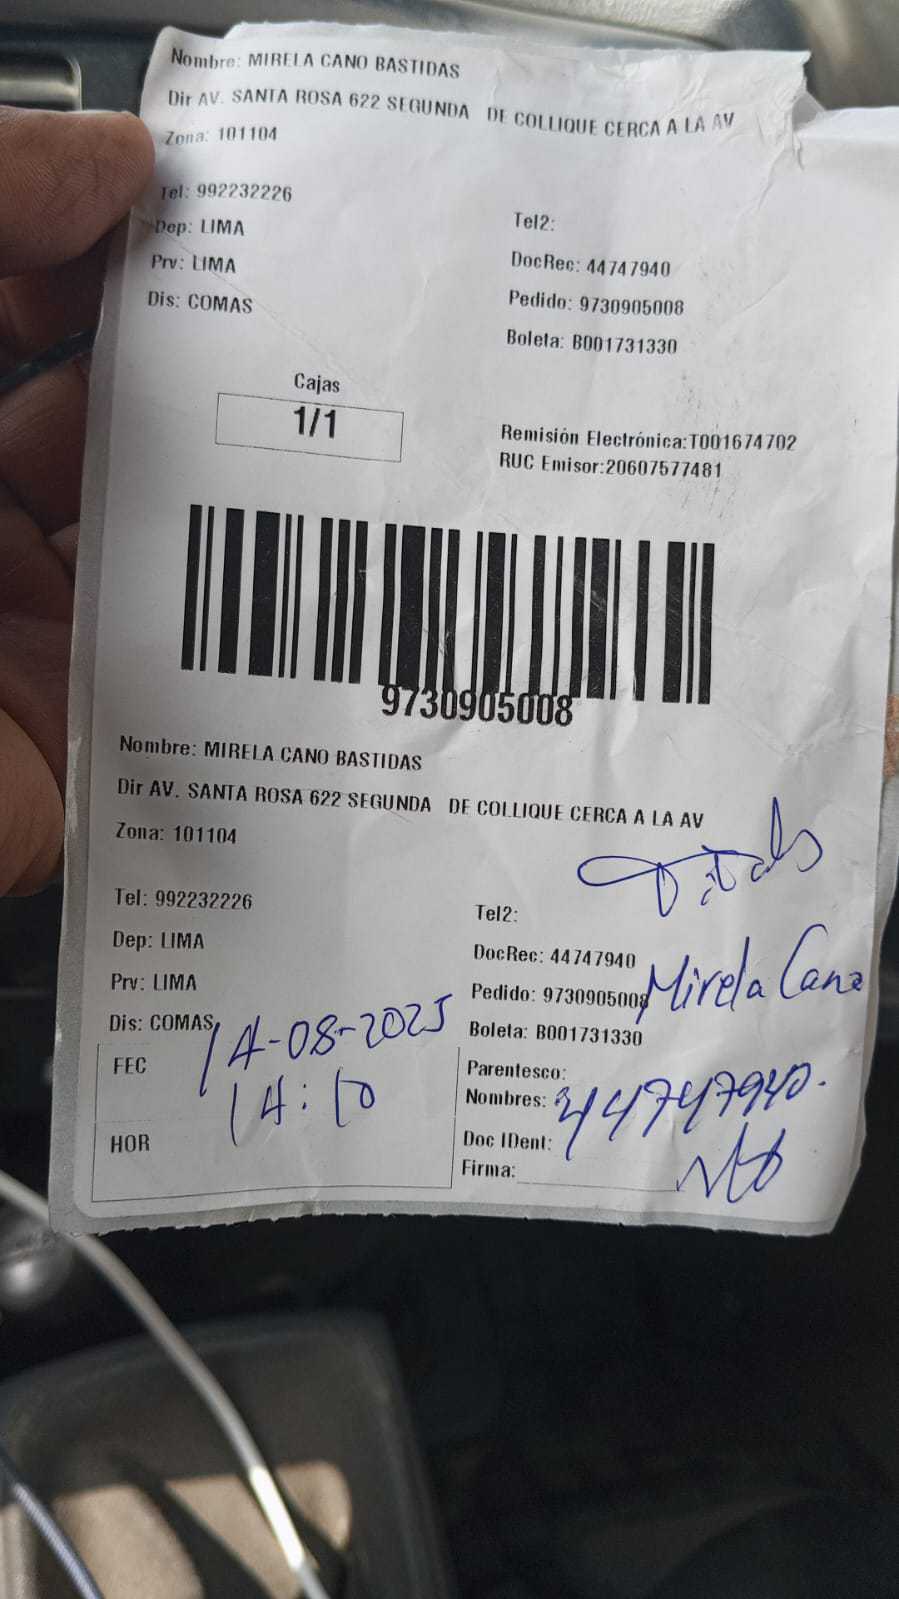 Nombre: MIRELA CANO BASTIDAS
Dir AV. SANTA ROSA 622 SEGUNDA DE COLLIQUE CERCA A LA AV
Zona: 101104
Tel: 992232226
Tel2:
Dep: LIMA
DocRec: 44747940
Prv: LIMA
Pedido: 9730905008
Dis: COMAS
Boleta: B001731330
Cajas
1/1
Remisión Electrónica:T001674702
RUC Emisor:20607577481
9730905008
Nombre: MIRELA CANO BASTIDAS
Dir AV. SANTA ROSA 622 SEGUNDA DE COLLIQUE CERCA A LA AV
Zona: 101104
Tel: 992232226
Tel2:
Dep: LIMA
DocRec: 44747940
Prv: LIMA
Pedido: 9730905008
Mirela Cano
Dis: COMAS
Boleta: B001731330
FEC 14-08-2025
14:10
HOR
Parentesco:
Nombres: 44747940.
Doc IDent:
Firma: